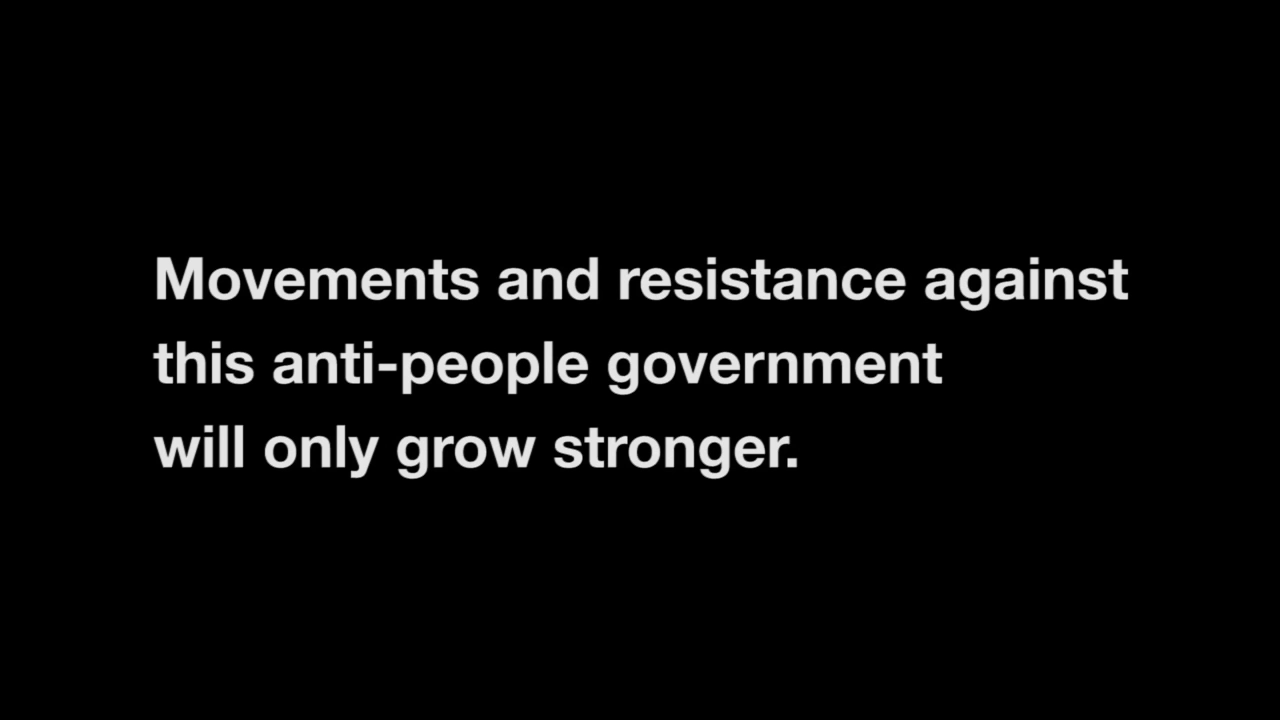 Movements and resistance against
this anti-people government
will only grow stronger.